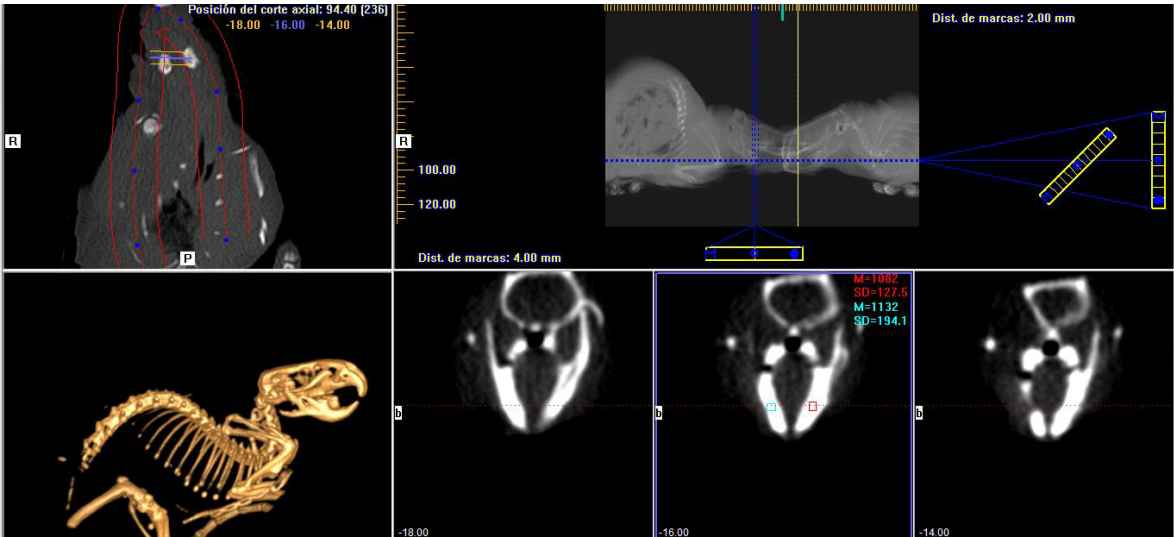 Posición del corte axial: 94.40 (236)
-18.00 -16.00 -14.00
R
P
R
100.00
120.00
Dist. de marcas: 4.00 mm
Dist. de marcas: 2.00 mm
b
-18.00
M=1082
SD=127.5
M=1132
SD=194.1
b
-16.00
b
-14.00